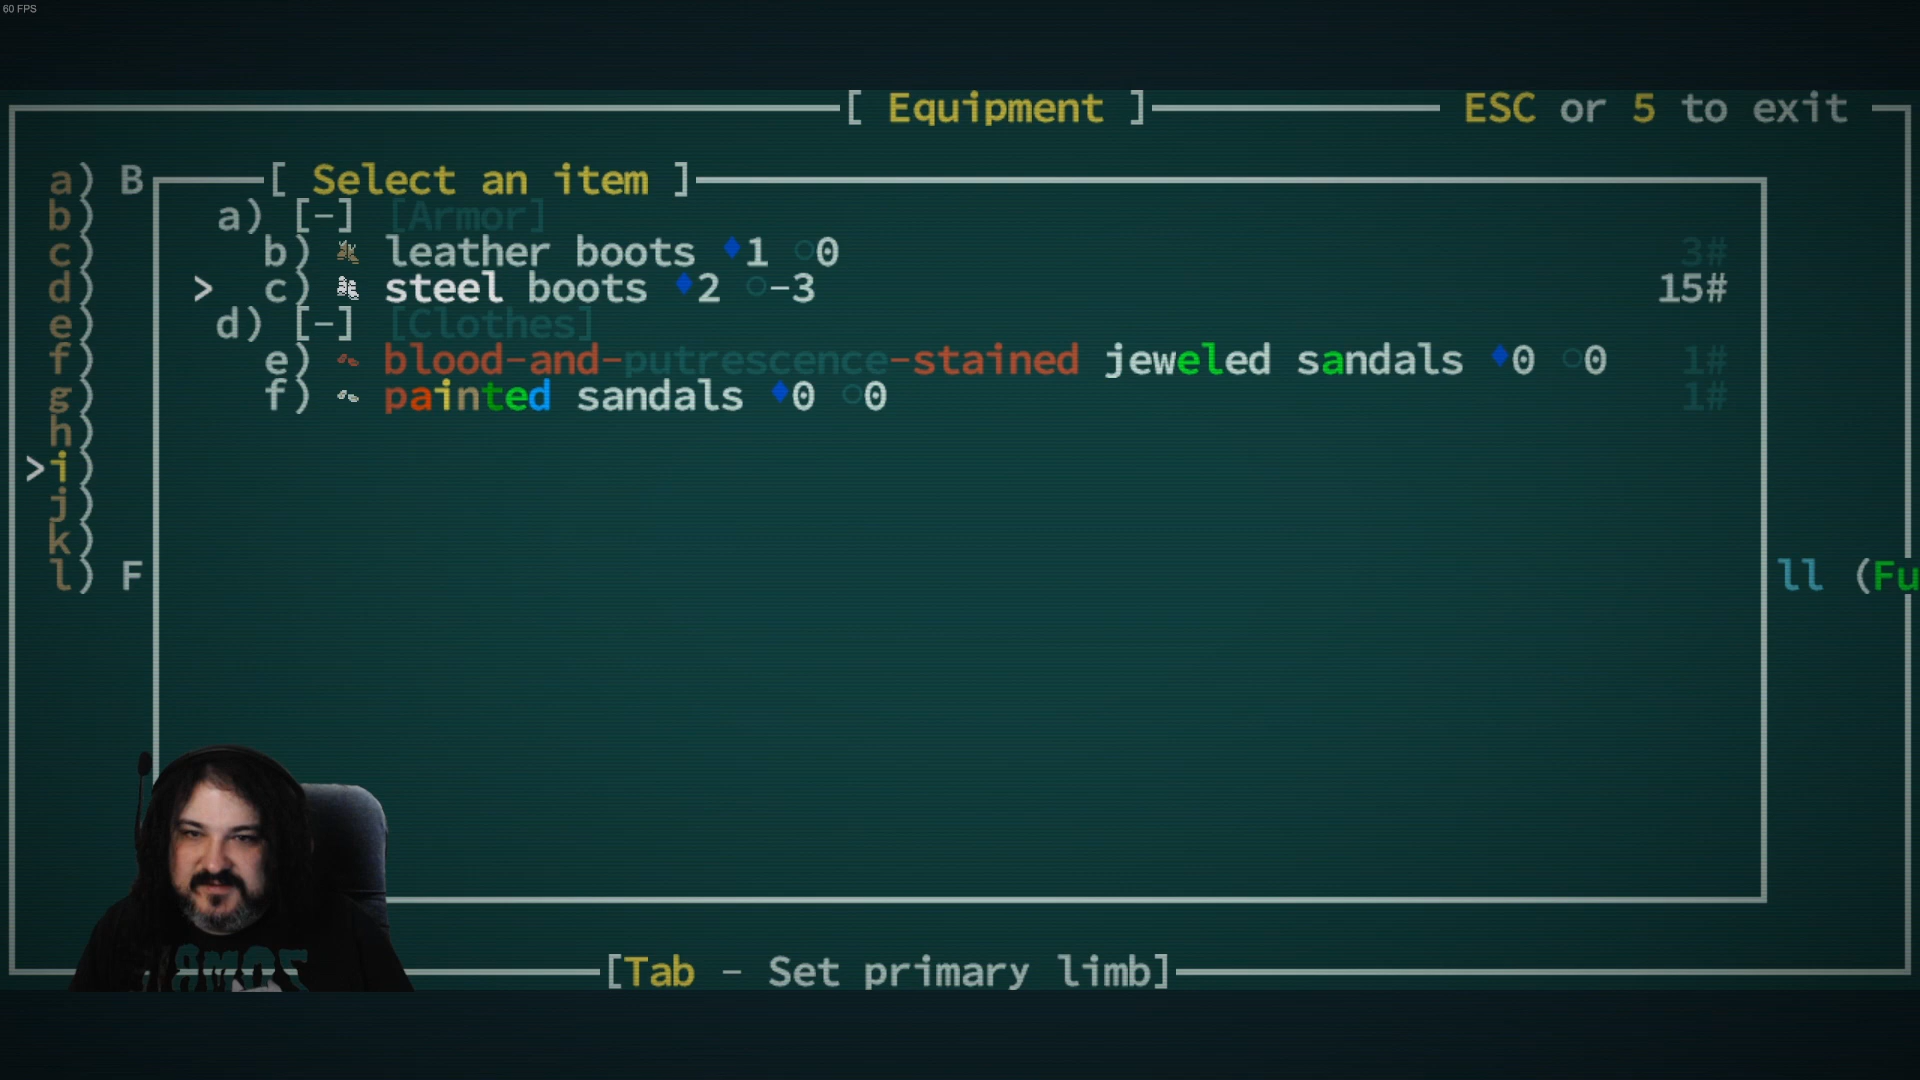 60 FPS
[ Equipment ] ESC or 5 to exit
a) B [ Select an item ]
b) a) [-] [Armor]
c) b) leather boots ♦1 ○0 3#
d) > c) steel boots ♦2 ○-3 15#
e) d) [-] [Clothes]
f) e) blood-and-putrescence-stained jeweled sandals ♦0 ○0 1#
g) f) painted sandals ♦0 ○0 1#
h)
>i)
j)
k)
l) F ll (Fu
[Tab - Set primary limb]